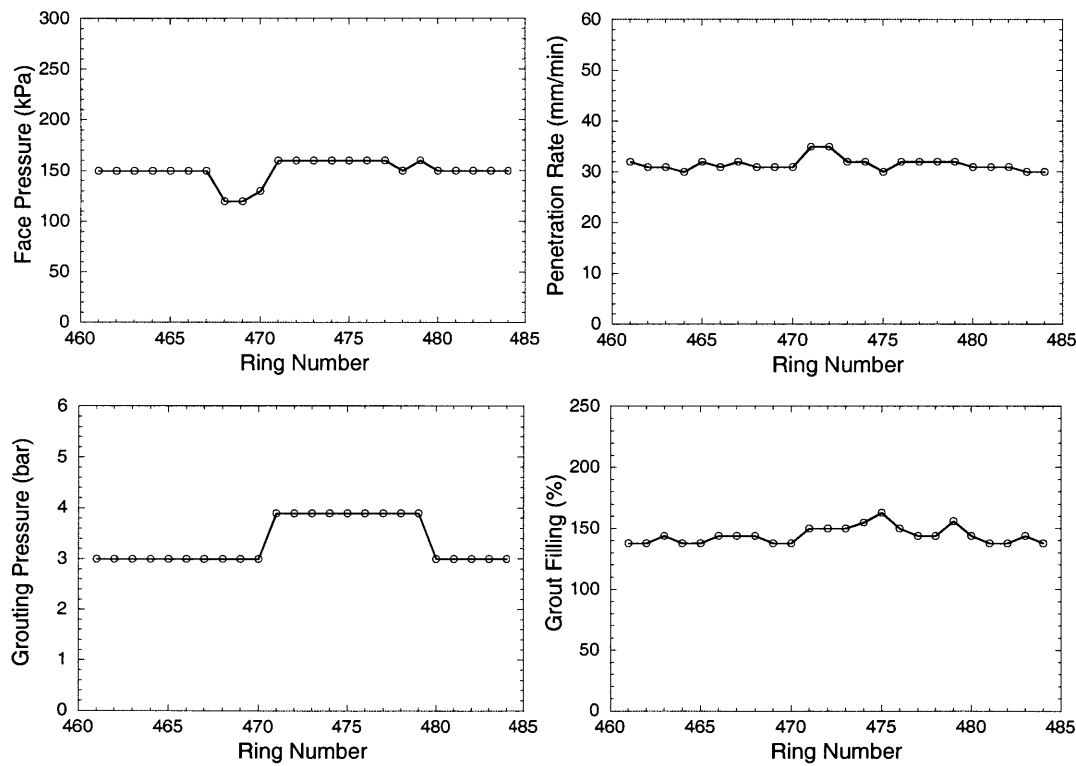 300
250
200
150
100
50
0
Face Pressure (kPa)
460 465 470 475 480 485
Ring Number
60
50
40
30
20
10
0
Penetration Rate (mm/min)
460 465 470 475 480 485
Ring Number
6
5
4
3
2
1
0
Grouting Pressure (bar)
460 465 470 475 480 485
Ring Number
250
200
150
100
50
0
Grout Filling (%)
460 465 470 475 480 485
Ring Number